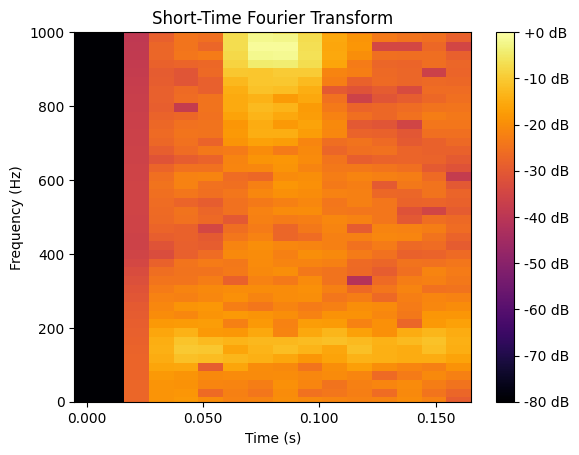 Short-Time Fourier Transform
1000
800
600
400
200
0
Frequency (Hz)
0.000
0.050
0.100
0.150
Time (s)
+0 dB
-10 dB
-20 dB
-30 dB
-40 dB
-50 dB
-60 dB
-70 dB
-80 dB